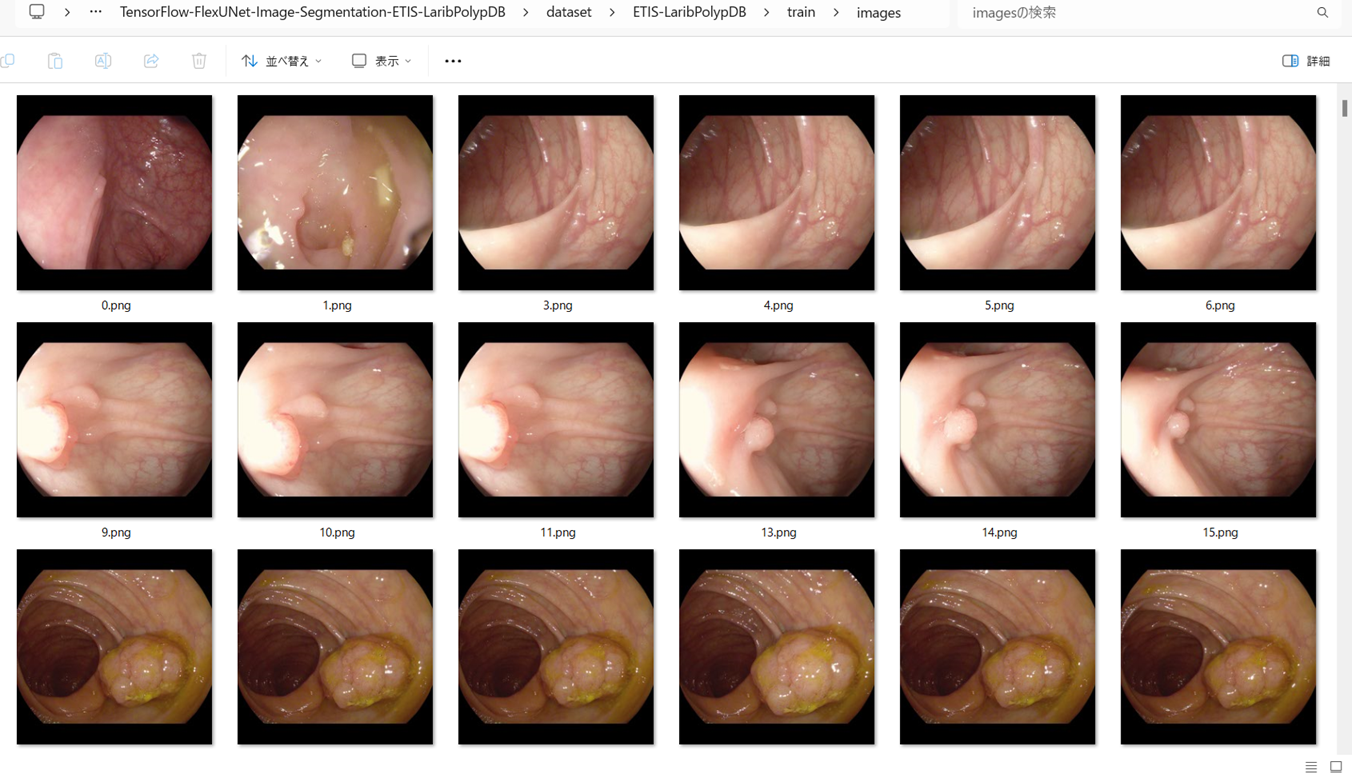 TensorFlow-FlexUNet-Image-Segmentation-ETIS-LaribPolypDB > dataset > ETIS-LaribPolypDB > train > images imagesの検索
並べ替え 表示 ••• 詳細
0.png 1.png 3.png 4.png 5.png 6.png
9.png 10.png 11.png 13.png 14.png 15.png